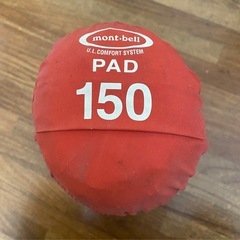 mont-bell
U.L. COMFORT SYSTEM
PAD
150